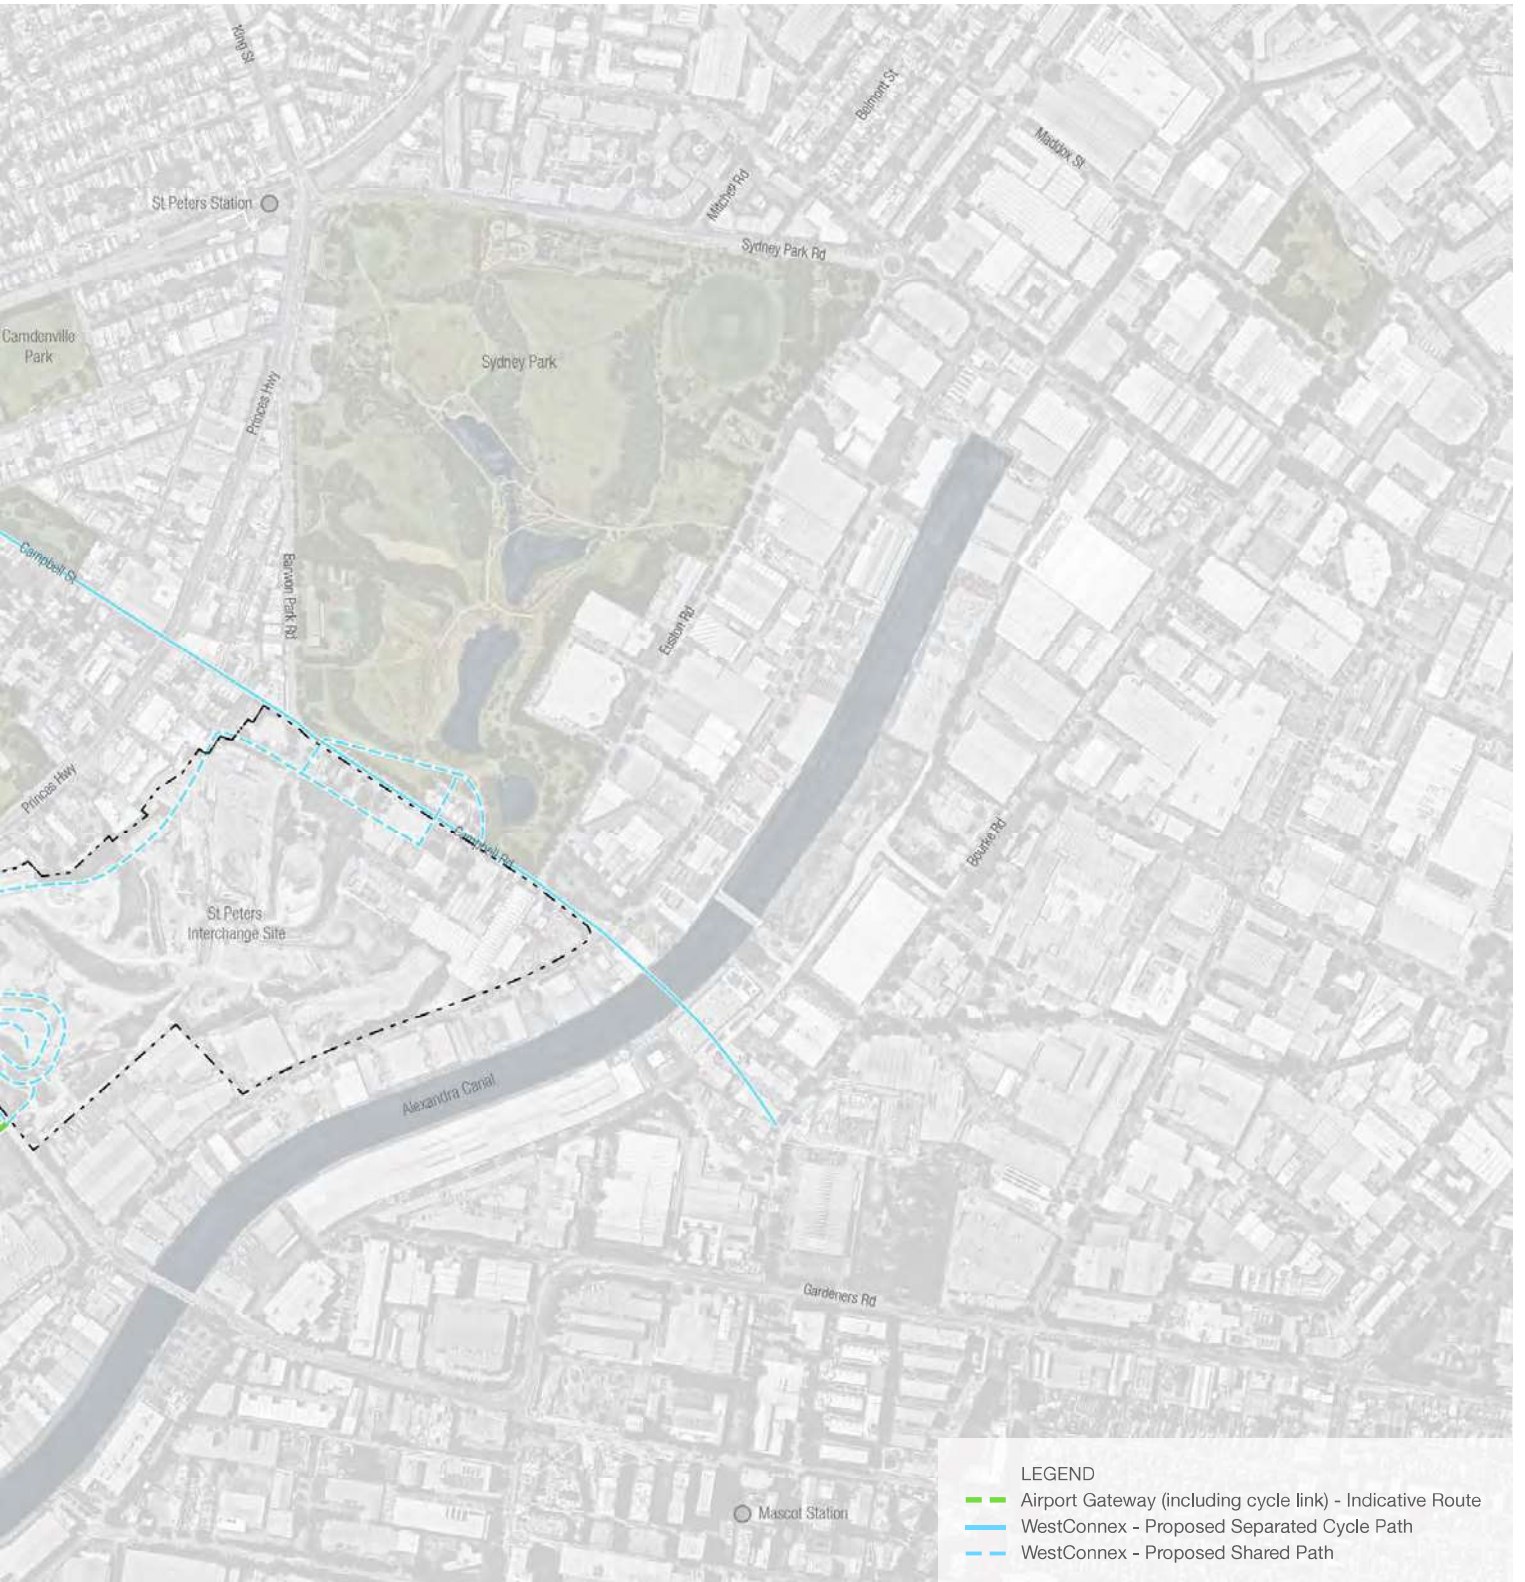 King St
Belmont St
Maddox St
Mitchell Rd
St Peters Station
Sydney Park Rd
Camdenville
Park
Sydney Park
Princes Hwy
Campbell St
Barwon Park Rd
Euston Rd
Princes Hwy
Campbell Rd
Bourke Rd
St Peters
Interchange Site
Alexandra Canal
Gardeners Rd
Mascot Station
LEGEND
Airport Gateway (including cycle link) - Indicative Route
WestConnex - Proposed Separated Cycle Path
WestConnex - Proposed Shared Path